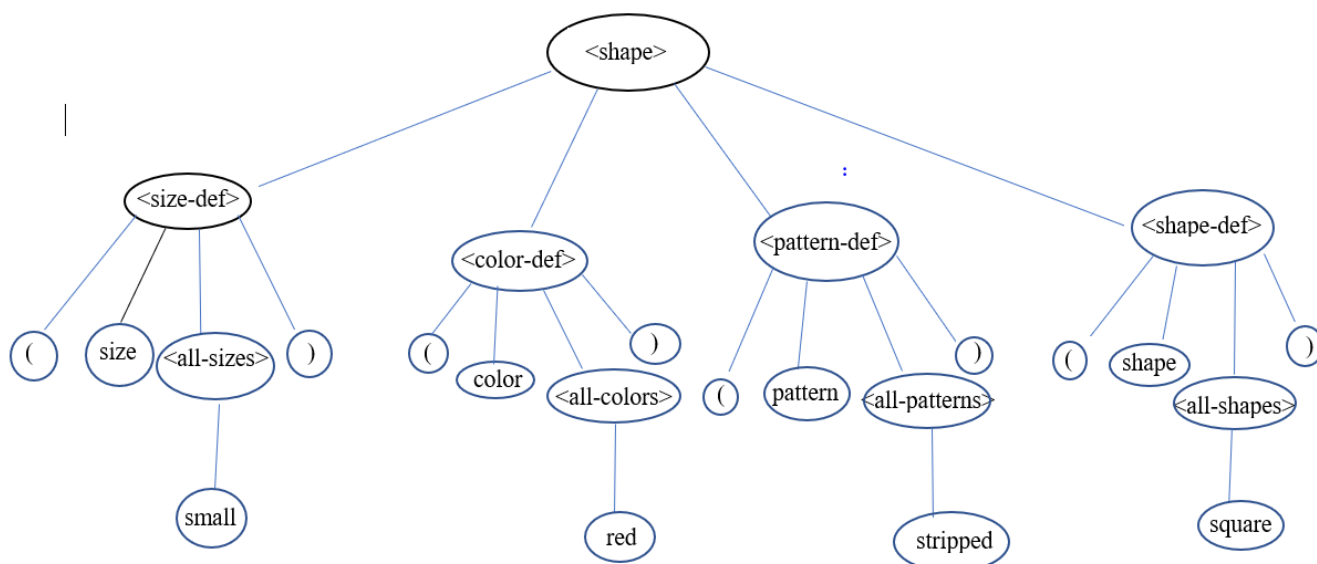 <shape>
:
<size-def>
<color-def>
<pattern-def>
<shape-def>
(
size
<all-sizes>
)
(
color
<all-colors>
)
(
pattern
<all-patterns>
)
(
shape
<all-shapes>
)
small
red
stripped
square